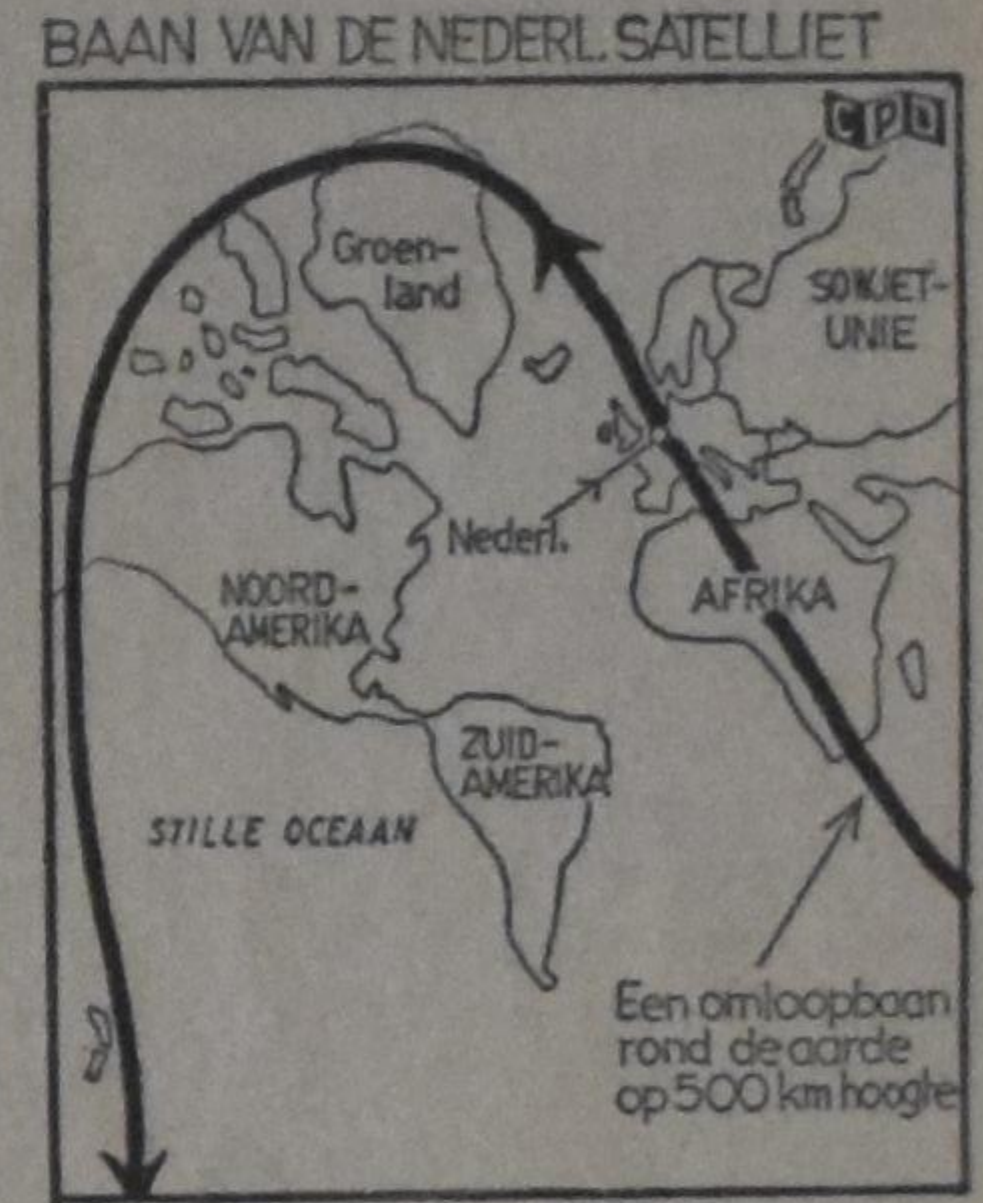 BAAN VAN DE NEDERL. SATELLIET
CPD
Groen-
land
SOWJET-
UNIE
Nederl.
NOORD-
AMERIKA
AFRIKA
ZUID-
AMERIKA
STILLE OCEAAN
Een omloopbaan
rond de aarde
op 500 km hoogte